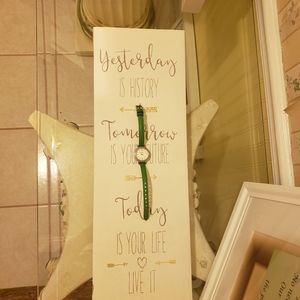 Yesterday
IS HISTORY
Tomorrow
IS YOUR FUTURE
Today
IS YOUR LIFE
LIVE IT